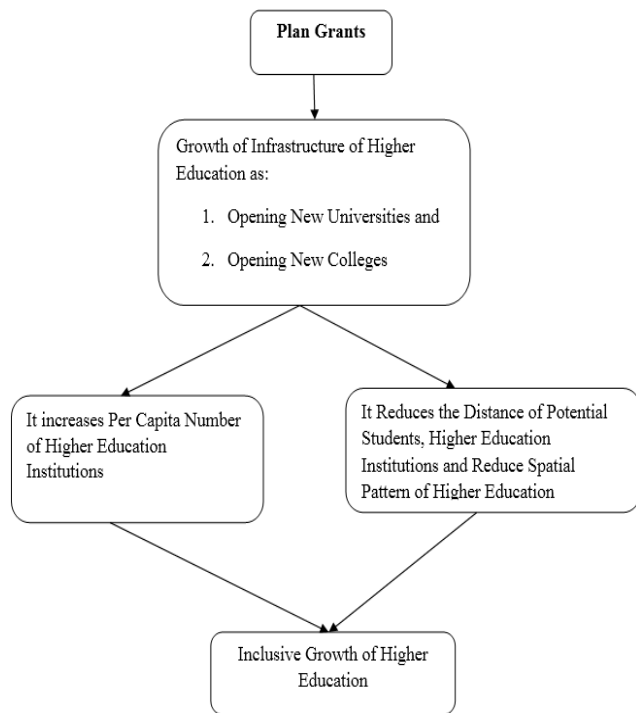 Plan Grants
Growth of Infrastructure of Higher
Education as:
1. Opening New Universities and
2. Opening New Colleges
It increases Per Capita Number
of Higher Education
Institutions
It Reduces the Distance of Potential
Students, Higher Education
Institutions and Reduce Spatial
Pattern of Higher Education
Inclusive Growth of Higher
Education